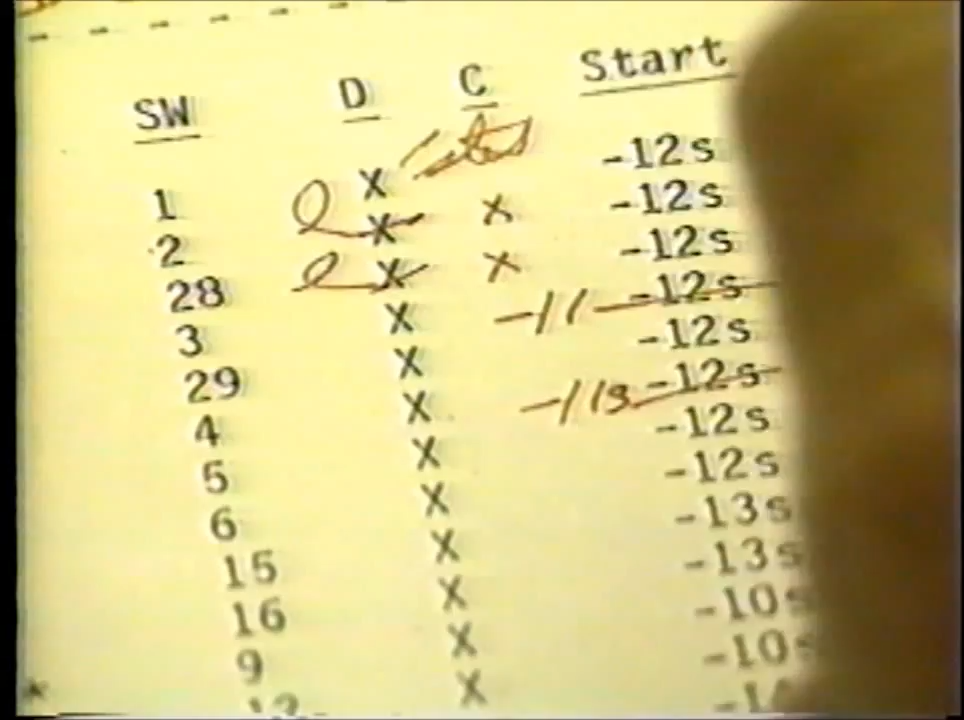 SW D C Start
1 X -12s
2 X X -12s
28 X X -12s
3 X -11 -12s
29 X -12s
4 X -11s -12s
5 X -12s
6 X -12s
15 X -13s
16 X -13s
9 X -10s
X -10s
*